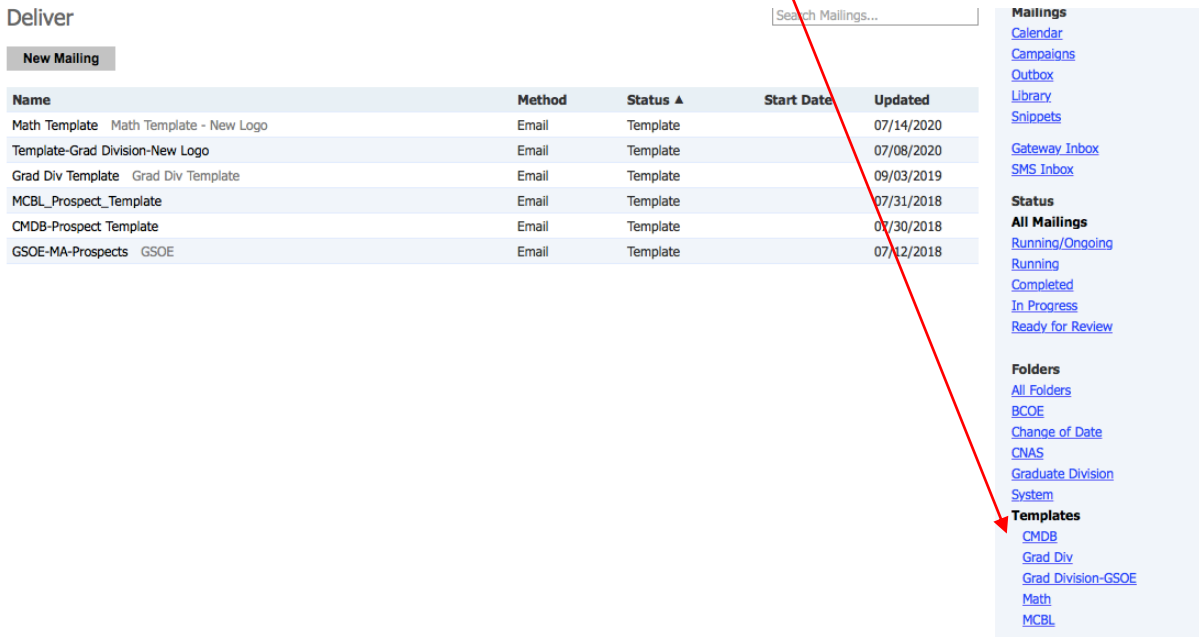 Deliver
Search Mailings...
New Mailing
Name Method Status ▲ Start Date Updated
Math Template Math Template - New Logo Email Template 07/14/2020
Template-Grad Division-New Logo Email Template 07/08/2020
Grad Div Template Grad Div Template Email Template 09/03/2019
MCBL_Prospect_Template Email Template 07/31/2018
CMDB-Prospect Template Email Template 07/30/2018
GSOE-MA-Prospects GSOE Email Template 07/12/2018
Mailings
Calendar
Campaigns
Outbox
Library
Snippets
Gateway Inbox
SMS Inbox
Status
All Mailings
Running/Ongoing
Running
Completed
In Progress
Ready for Review
Folders
All Folders
BCOE
Change of Date
CNAS
Graduate Division
System
Templates
CMDB
Grad Div
Grad Division-GSOE
Math
MCBL